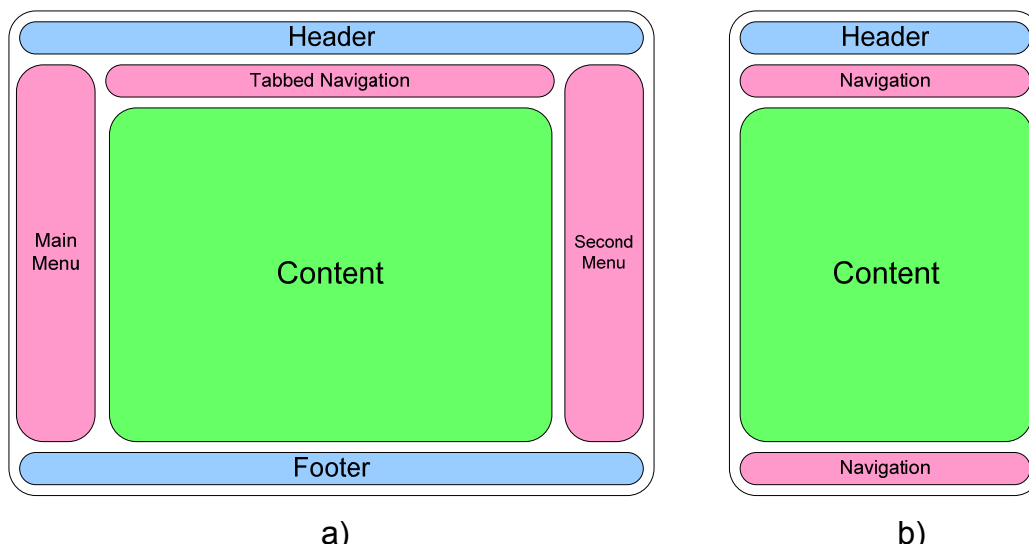 Header
Tabbed Navigation
Main
Menu
Content
Second
Menu
Footer
a)
Header
Navigation
Content
Navigation
b)